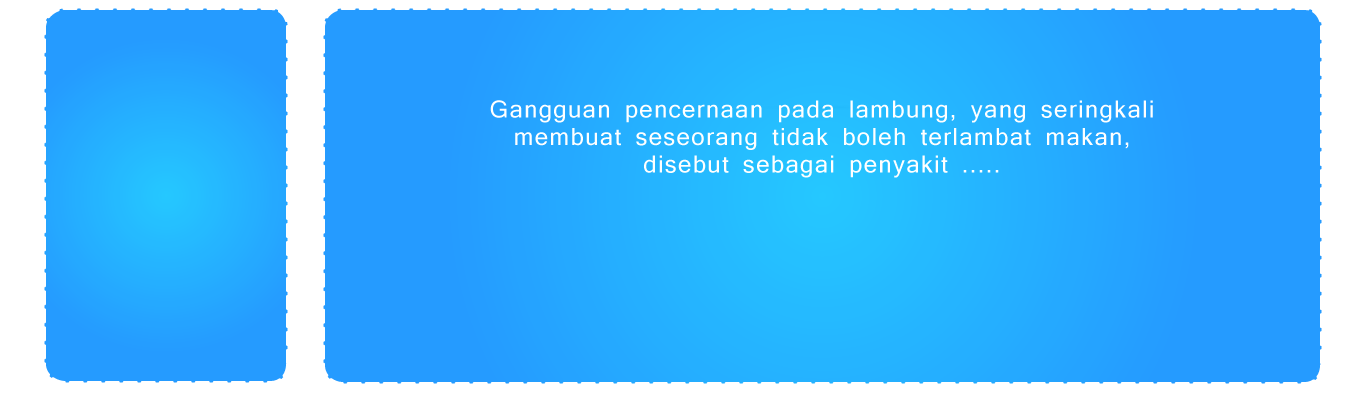 Gangguan pencernaan pada lambung, yang seringkali
membuat seseorang tidak boleh terlambat makan,
disebut sebagai penyakit .....